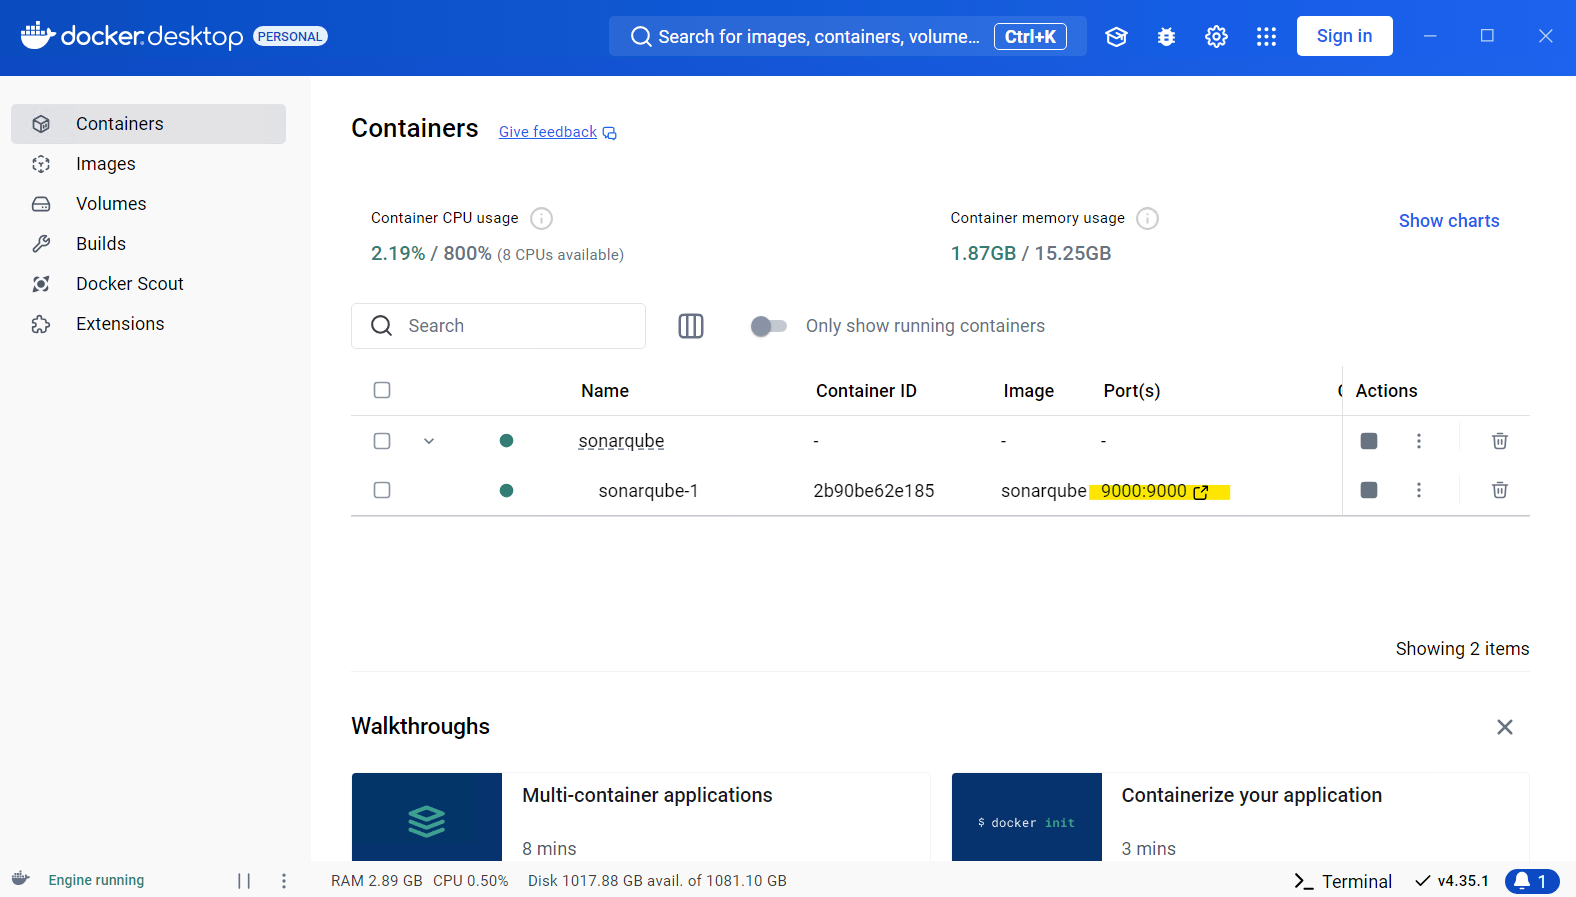 docker.desktop PERSONAL
Search for images, containers, volume... Ctrl+K
Sign in
Containers
Images
Volumes
Builds
Docker Scout
Extensions
Containers Give feedback
Container CPU usage
2.19% / 800% (8 CPUs available)
Container memory usage
1.87GB / 15.25GB
Show charts
Search
Only show running containers
Name Container ID Image Port(s) Actions
sonarqube - - -
sonarqube-1 2b90be62e185 sonarqube 9000:9000
Showing 2 items
Walkthroughs
Multi-container applications
8 mins
$ docker init
Containerize your application
3 mins
Engine running
RAM 2.89 GB CPU 0.50% Disk 1017.88 GB avail. of 1081.10 GB
Terminal
v4.35.1
1